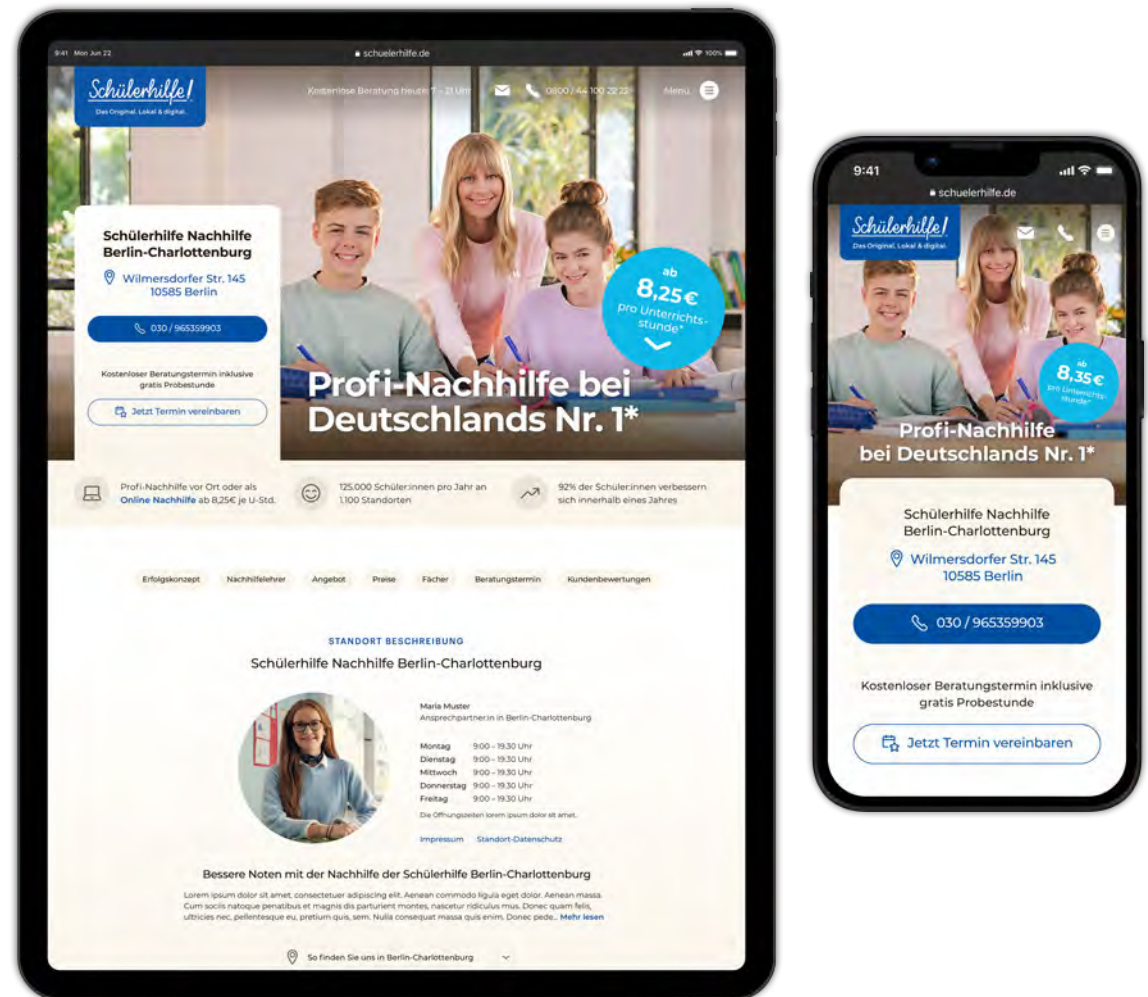 9:41 Mon Jun 22
schuelerhilfe.de
100%
Schülerhilfe!
Das Original. Lokal & digital.
Kostenlose Beratung heute 7 – 21 Uhr
0800 / 44 100 22 22
Menü
Schülerhilfe Nachhilfe
Berlin-Charlottenburg
Wilmersdorfer Str. 145
10585 Berlin
030 / 965359903
Kostenloser Beratungstermin inklusive
gratis Probestunde
Jetzt Termin vereinbaren
ab
8,25€
pro Unterrichts-
stunde*
Profi-Nachhilfe bei
Deutschlands Nr. 1*
Profi-Nachhilfe vor Ort oder als
Online Nachhilfe ab 8,25€ je U-Std.
125.000 Schüler:innen pro Jahr an
1.100 Standorten
92% der Schüler:innen verbessern
sich innerhalb eines Jahres
Erfolgskonzept Nachhilfelehrer Angebot Preise Fächer Beratungstermin Kundenbewertungen
STANDORT BESCHREIBUNG
Schülerhilfe Nachhilfe Berlin-Charlottenburg
Maria Muster
Ansprechpartner:in in Berlin-Charlottenburg
Montag 9:00 – 19.30 Uhr
Dienstag 9:00 – 19.30 Uhr
Mittwoch 9:00 – 19.30 Uhr
Donnerstag 9:00 – 19.30 Uhr
Freitag 9:00 – 19.30 Uhr
Die Öffnungszeiten lorem ipsum dolor sit amet.
Impressum Standort-Datenschutz
Bessere Noten mit der Nachhilfe der Schülerhilfe Berlin-Charlottenburg
Lorem ipsum dolor sit amet, consectetuer adipiscing elit. Aenean commodo ligula eget dolor. Aenean massa.
Cum sociis natoque penatibus et magnis dis parturient montes, nascetur ridiculus mus. Donec quam felis,
ultricies nec, pellentesque eu, pretium quis, sem. Nulla consequat massa quis enim. Donec pede... Mehr lesen
So finden Sie uns in Berlin-Charlottenburg
9:41
schuelerhilfe.de
Schülerhilfe!
Das Original. Lokal & digital.
ab
8,35€
pro Unterrichts-
stunde*
Profi-Nachhilfe
bei Deutschlands Nr. 1*
Schülerhilfe Nachhilfe
Berlin-Charlottenburg
Wilmersdorfer Str. 145
10585 Berlin
030 / 965359903
Kostenloser Beratungstermin inklusive
gratis Probestunde
Jetzt Termin vereinbaren